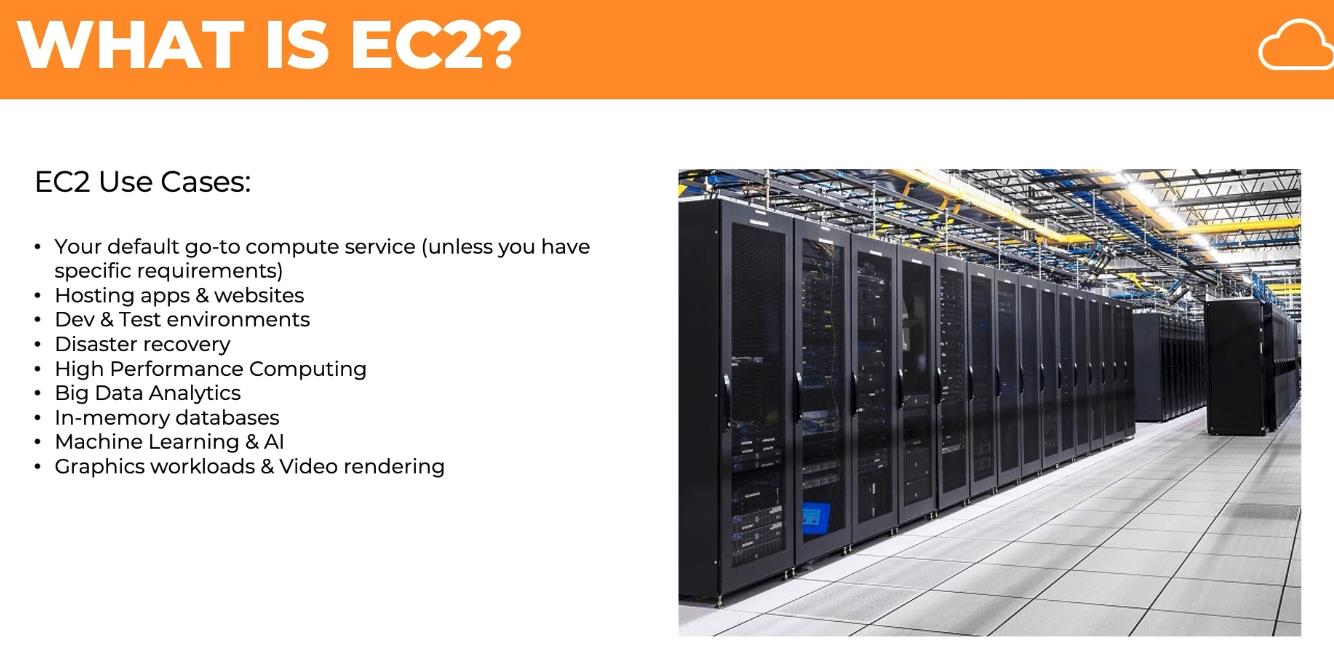 WHAT IS EC2?
EC2 Use Cases:
• Your default go-to compute service (unless you have
specific requirements)
• Hosting apps & websites
• Dev & Test environments
• Disaster recovery
• High Performance Computing
• Big Data Analytics
• In-memory databases
• Machine Learning & AI
• Graphics workloads & Video rendering